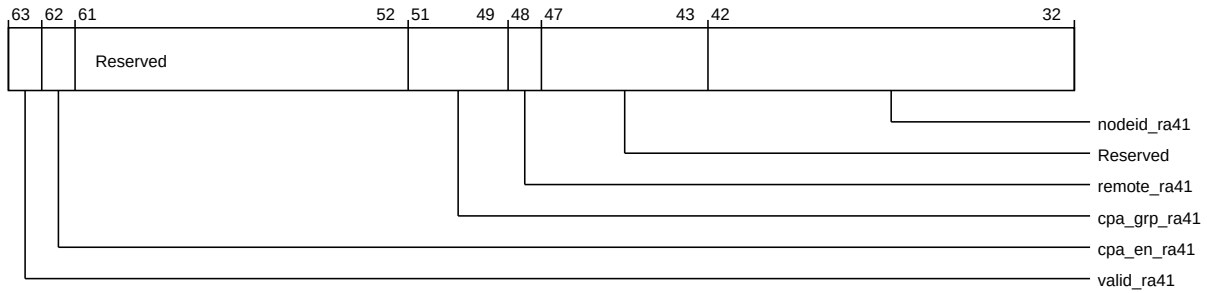 63 62 61 52 51 49 48 47 43 42 32
Reserved
nodeid_ra41
Reserved
remote_ra41
cpa_grp_ra41
cpa_en_ra41
valid_ra41